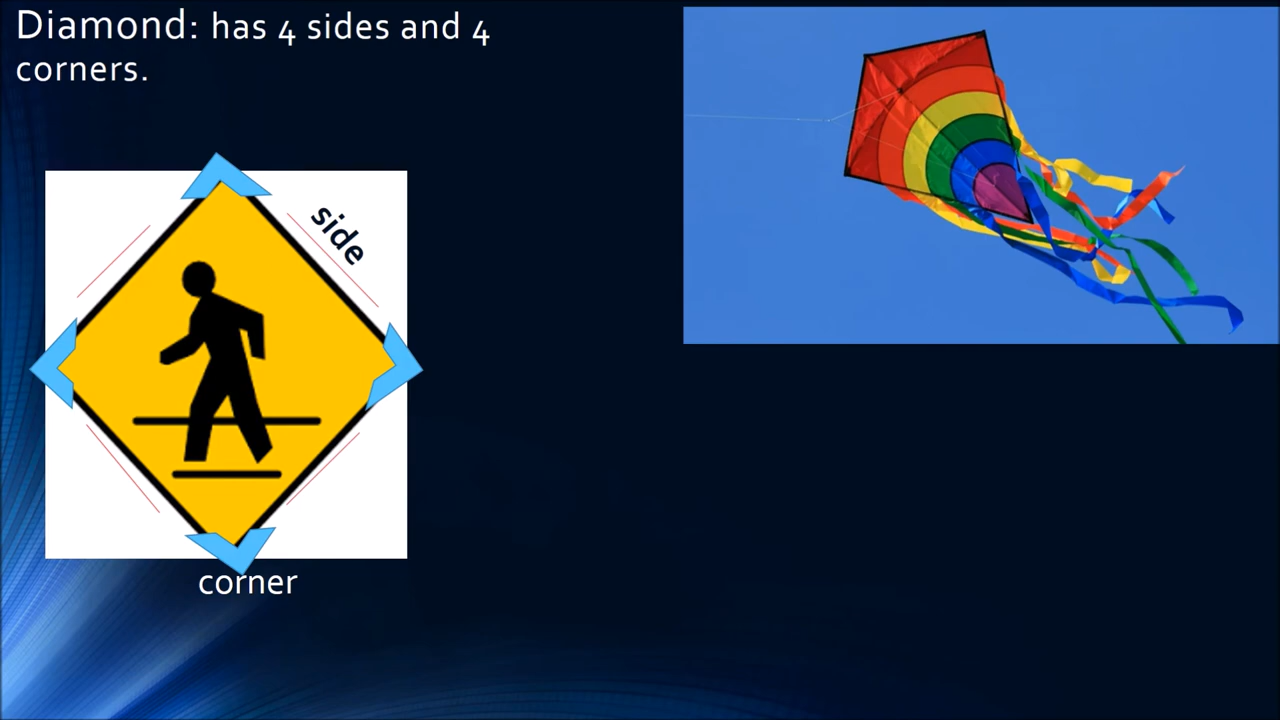 Diamond: has 4 sides and 4
corners.
side
corner